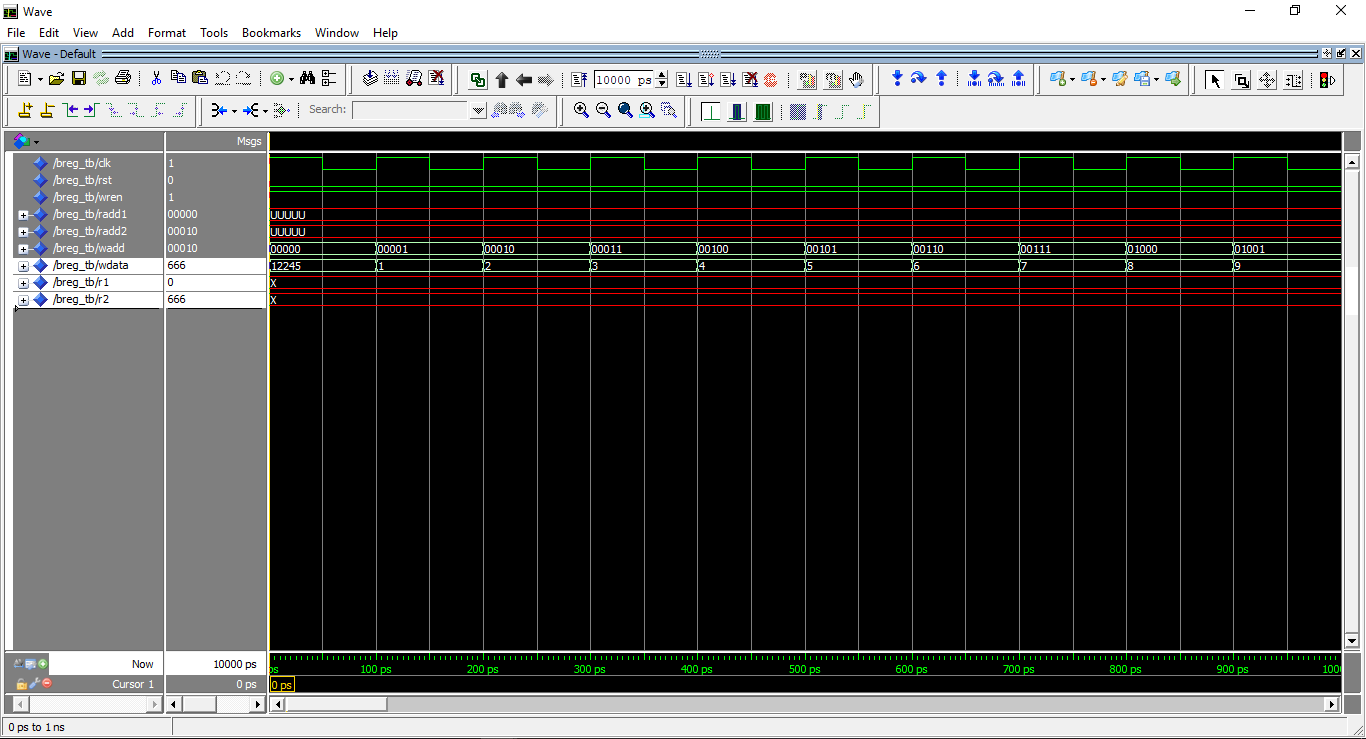 Wave
File Edit View Add Format Tools Bookmarks Window Help
Wave - Default
10000 ps
Search:
Msgs
/breg_tb/clk 1
/breg_tb/rst 0
/breg_tb/wren 1
/breg_tb/radd1 00000 UUUUU
/breg_tb/radd2 00010 UUUUU
/breg_tb/wadd 00010 00000 00001 00010 00011 00100 00101 00110 00111 01000 01001
/breg_tb/wdata 666 12245 1 2 3 4 5 6 7 8 9
/breg_tb/r1 0 X
/breg_tb/r2 666 X
Now 10000 ps ps 100 ps 200 ps 300 ps 400 ps 500 ps 600 ps 700 ps 800 ps 900 ps 100
Cursor 1 0 ps 0 ps
0 ps to 1 ns